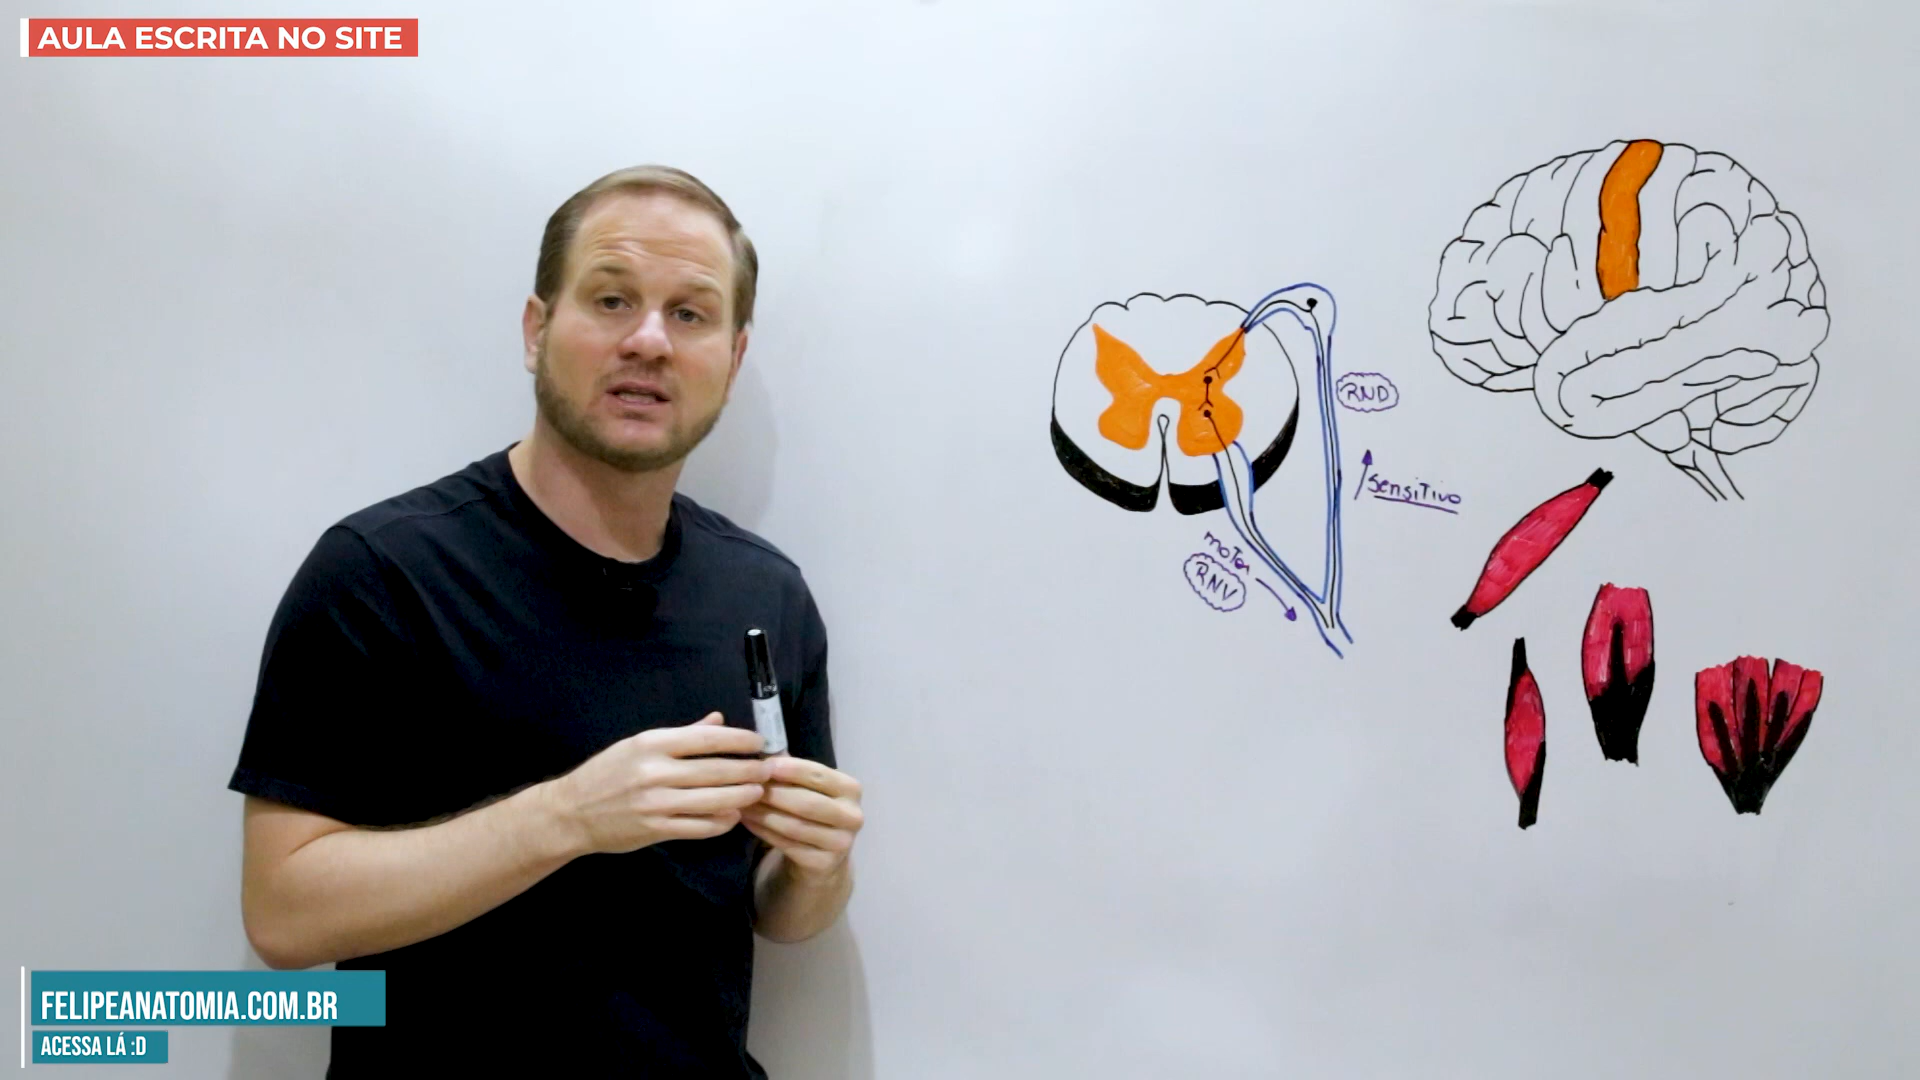 AULA ESCRITA NO SITE
RND
Sensitivo
motor
RNV
FELIPEANATOMIA.COM.BR
ACESSA LÁ :D